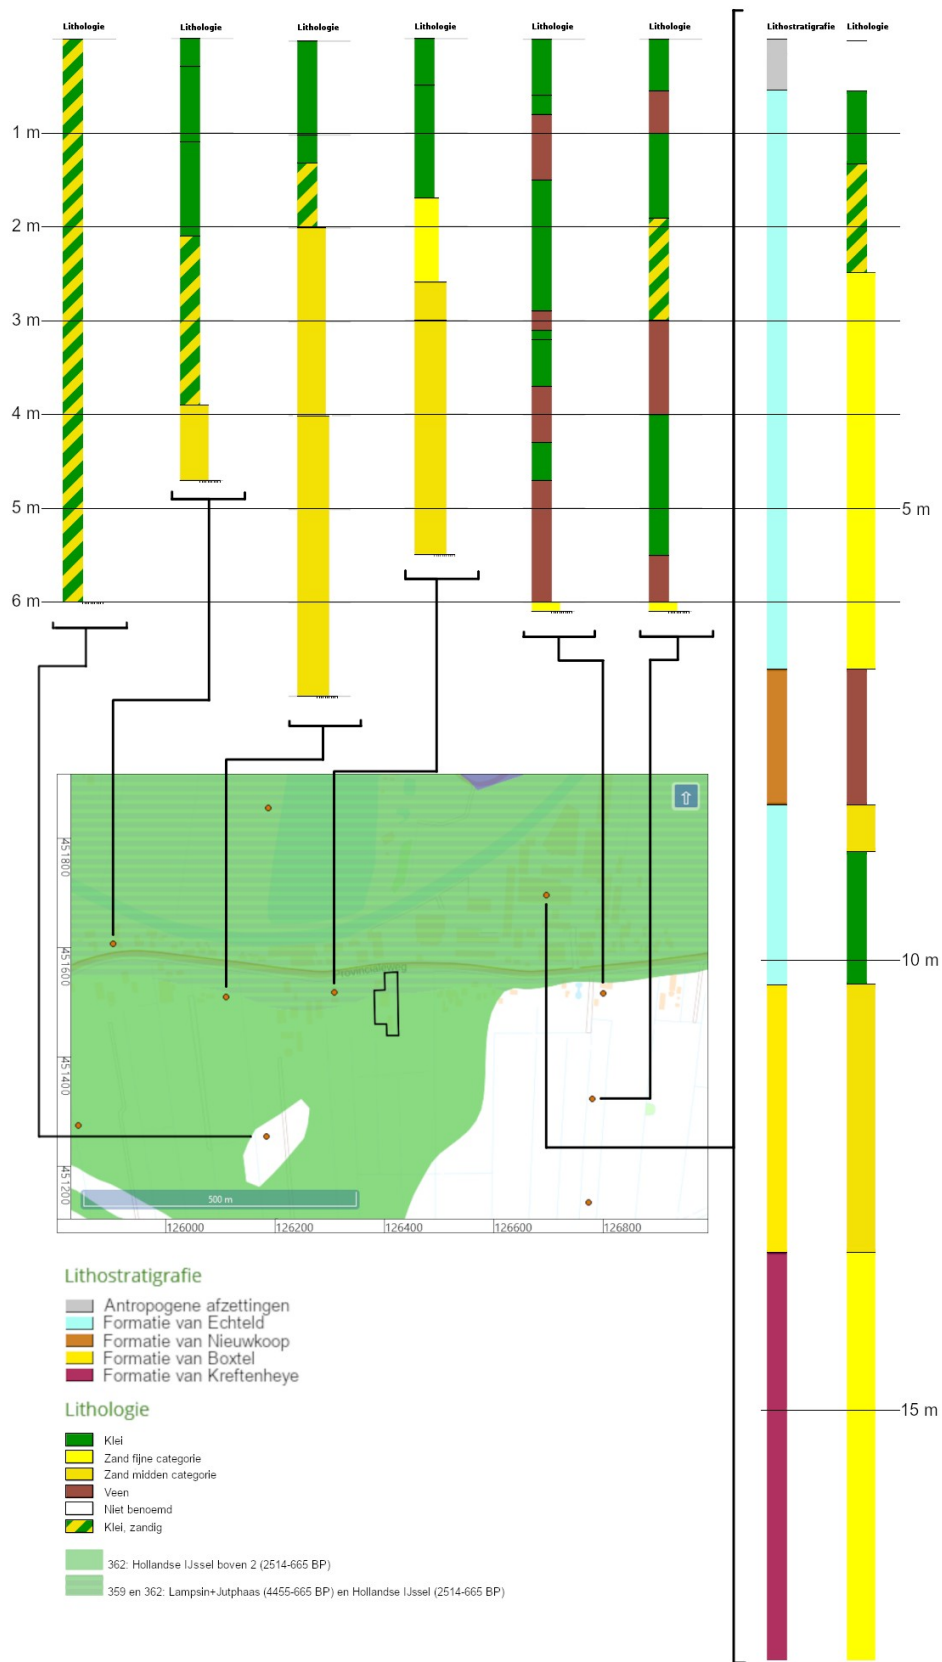 Lithologie Lithologie Lithologie Lithologie Lithologie Lithologie Lithostratigrafie Lithologie
1 m
2 m
3 m
4 m
5 m 5 m
6 m
451800
451600
Provincialeweg
10 m
451400
451200
500 m
126000 126200 126400 126600 126800
Lithostratigrafie
Antropogene afzettingen
Formatie van Echteld
Formatie van Nieuwkoop
Formatie van Boxtel
Formatie van Kreftenheye
15 m
Lithologie
Klei
Zand fijne categorie
Zand midden categorie
Veen
Niet benoemd
Klei, zandig
362: Hollandse IJssel boven 2 (2514-665 BP)
359 en 362: Lampsin+Jutphaas (4455-665 BP) en Hollandse IJssel (2514-665 BP)